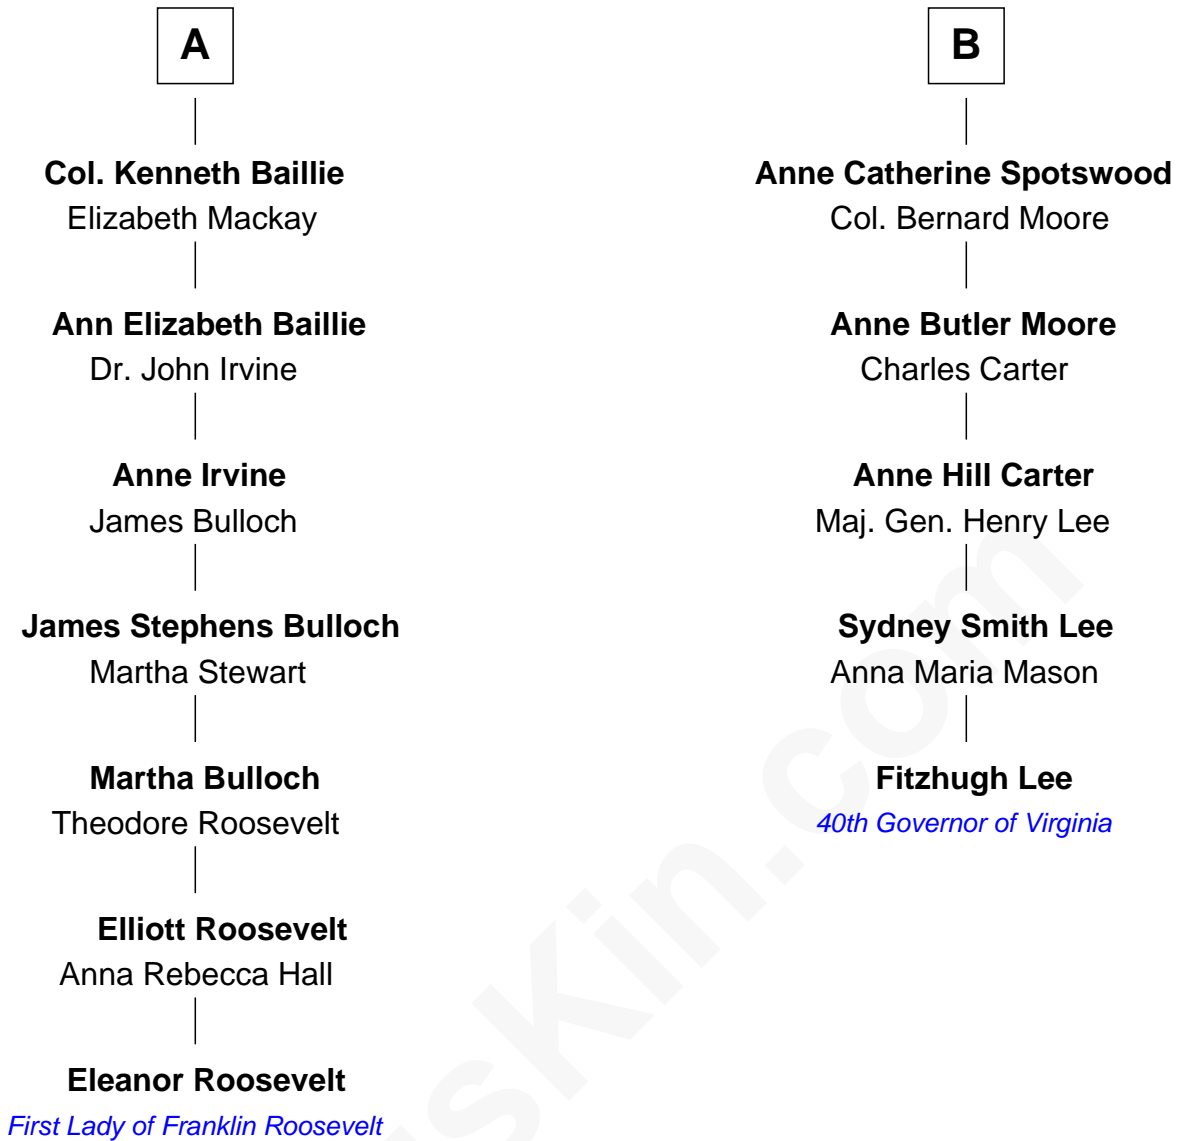 A
Col. Kenneth Baillie
Elizabeth Mackay
Ann Elizabeth Baillie
Dr. John Irvine
Anne Irvine
James Bulloch
James Stephens Bulloch
Martha Stewart
Martha Bulloch
Theodore Roosevelt
Elliott Roosevelt
Anna Rebecca Hall
Eleanor Roosevelt
First Lady of Franklin Roosevelt
B
Anne Catherine Spotswood
Col. Bernard Moore
Anne Butler Moore
Charles Carter
Anne Hill Carter
Maj. Gen. Henry Lee
Sydney Smith Lee
Anna Maria Mason
Fitzhugh Lee
40th Governor of Virginia